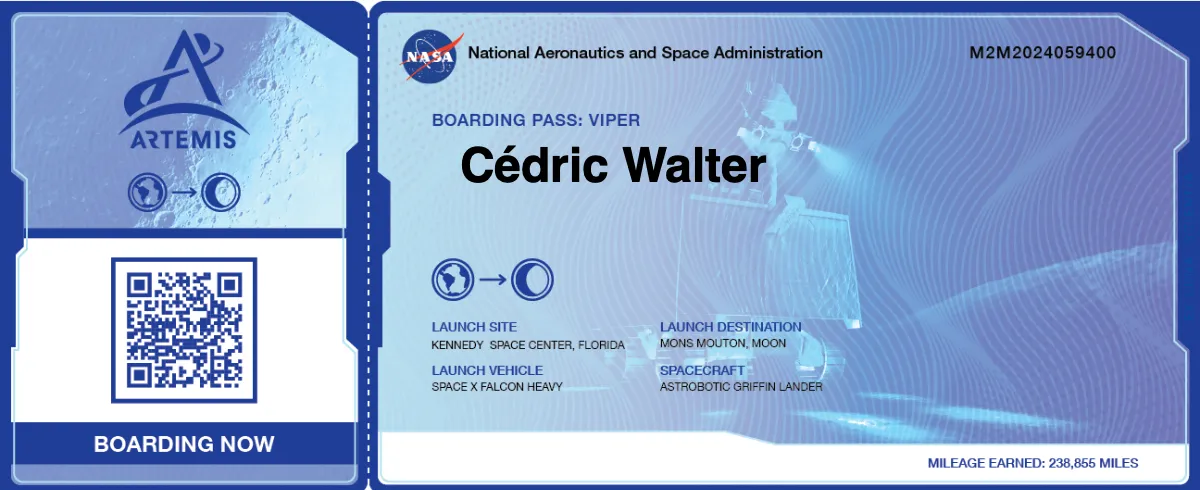 ARTEMIS
BOARDING NOW
NASA
National Aeronautics and Space Administration
M2M2024059400
BOARDING PASS: VIPER
Cédric Walter
LAUNCH SITE
KENNEDY SPACE CENTER, FLORIDA
LAUNCH DESTINATION
MONS MOUTON, MOON
LAUNCH VEHICLE
SPACE X FALCON HEAVY
SPACECRAFT
ASTROBOTIC GRIFFIN LANDER
MILEAGE EARNED: 238,855 MILES